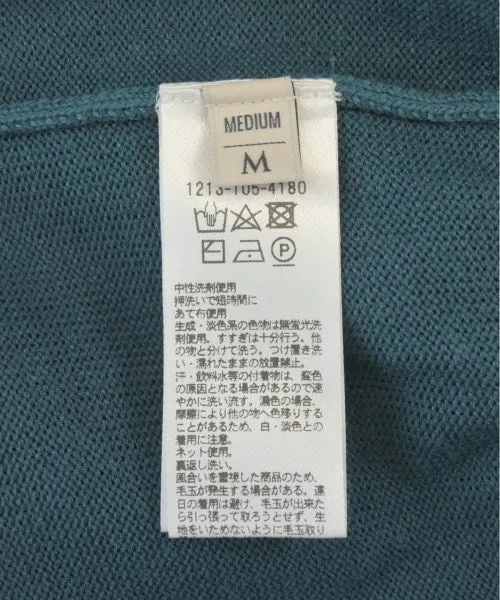 MEDIUM
M
1213-105-4180
P
中性洗剤使用
押洗いで短時間に
あて布使用
生成・淡色系の色物は無蛍光洗
剤使用。すすぎは十分行う。他
の物と分けて洗う。つけ置き洗
い・濡れたままの放置禁止。
汗・飲料水等の付着物は、変色
の原因となる場合があるので速
やかに洗い流す。濃色の場合、
摩擦により他の物へ色移りする
ことがあるため、白・淡色との
着用に注意。
ネット使用。
裏返し洗い。
風合いを重視した商品のため、
毛玉が発生する場合がある。連
日の着用は避け、毛玉が出来た
ら引っ張って取ろうとせず、生
地をいためないように毛玉取り